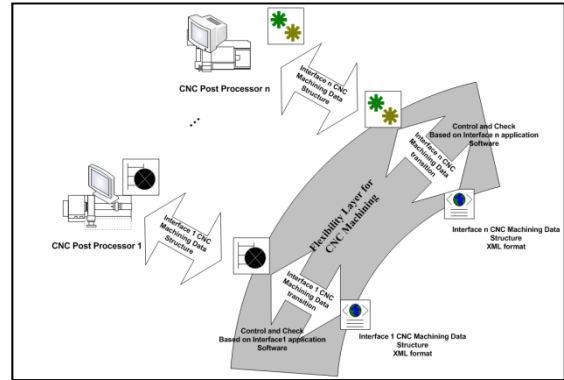 CNC Post Processor n
Interface n CNC
Machining Data
Structure
...
Control and Check
Based on Interface n application
Software
Interface n CNC
Machining Data
transition
Flexibility Layer for
CNC Machining
Interface n CNC Machining Data
Structure
XML format
CNC Post Processor 1
Interface 1 CNC
Machining Data
Structure
Interface 1 CNC
Machining Data
transition
Control and Check
Based on Interface1 application
Software
Interface 1 CNC Machining Data
Structure
XML format